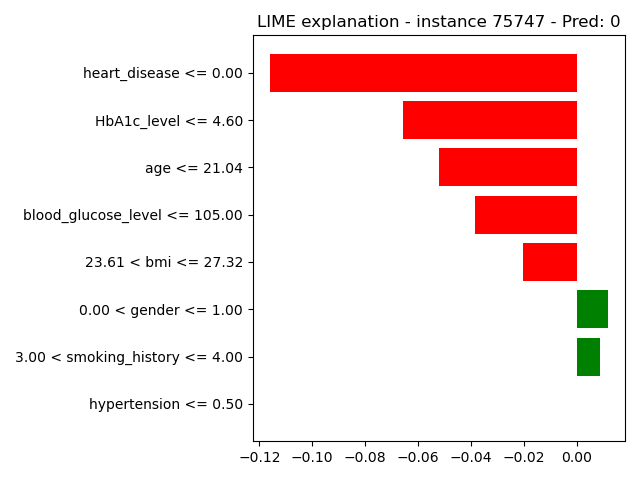 LIME explanation - instance 75747 - Pred: 0
heart_disease <= 0.00
HbA1c_level <= 4.60
age <= 21.04
blood_glucose_level <= 105.00
23.61 < bmi <= 27.32
0.00 < gender <= 1.00
3.00 < smoking_history <= 4.00
hypertension <= 0.50
−0.12 −0.10 −0.08 −0.06 −0.04 −0.02 0.00